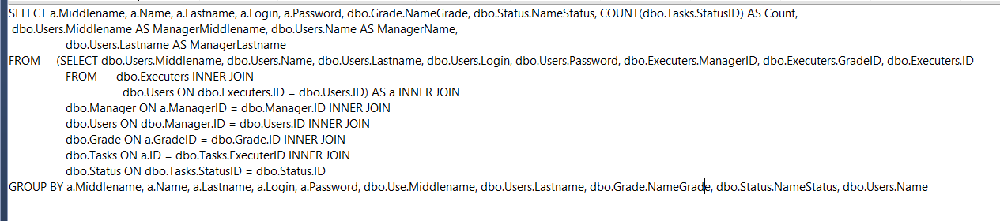 SELECT a.Middlename, a.Name, a.Lastname, a.Login, a.Password, dbo.Grade.NameGrade, dbo.Status.NameStatus, COUNT(dbo.Tasks.StatusID) AS Count,
dbo.Users.Middlename AS ManagerMiddlename, dbo.Users.Name AS ManagerName,
dbo.Users.Lastname AS ManagerLastname
FROM (SELECT dbo.Users.Middlename, dbo.Users.Name, dbo.Users.Lastname, dbo.Users.Login, dbo.Users.Password, dbo.Executers.ManagerID, dbo.Executers.GradeID, dbo.Executers.ID
FROM dbo.Executers INNER JOIN
dbo.Users ON dbo.Executers.ID = dbo.Users.ID) AS a INNER JOIN
dbo.Manager ON a.ManagerID = dbo.Manager.ID INNER JOIN
dbo.Users ON dbo.Manager.ID = dbo.Users.ID INNER JOIN
dbo.Grade ON a.GradeID = dbo.Grade.ID INNER JOIN
dbo.Tasks ON a.ID = dbo.Tasks.ExecuterID INNER JOIN
dbo.Status ON dbo.Tasks.StatusID = dbo.Status.ID
GROUP BY a.Middlename, a.Name, a.Lastname, a.Login, a.Password, dbo.Use.Middlename, dbo.Users.Lastname, dbo.Grade.NameGrade, dbo.Status.NameStatus, dbo.Users.Name